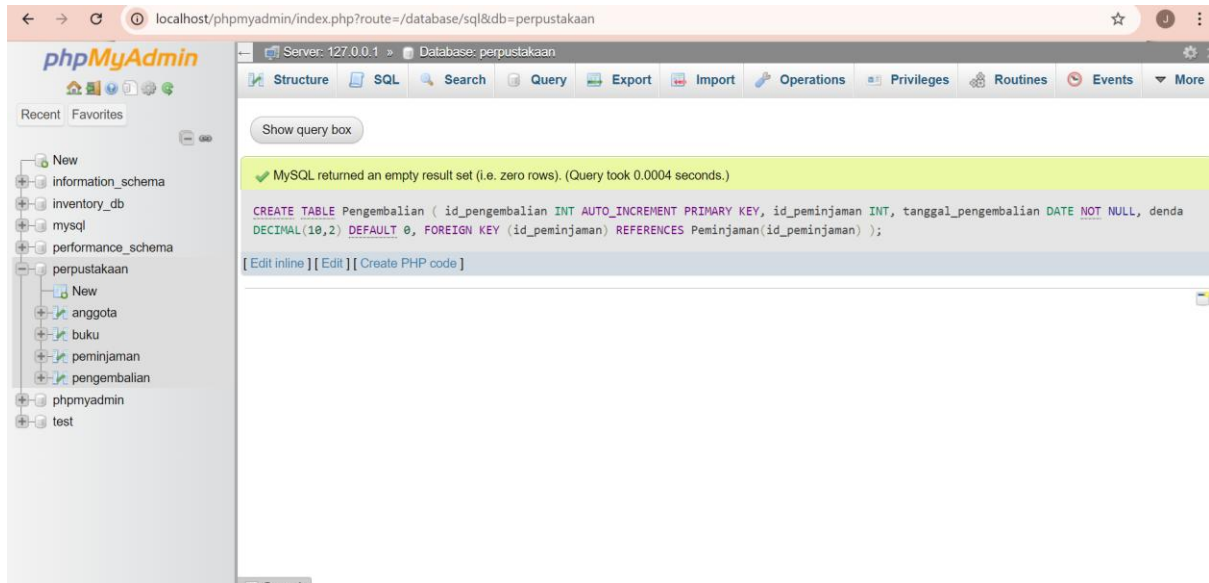 localhost/phpmyadmin/index.php?route=/database/sql&db=perpustakaan
J
phpMyAdmin
Recent Favorites
New
information_schema
inventory_db
mysql
performance_schema
perpustakaan
New
anggota
buku
peminjaman
pengembalian
phpmyadmin
test
Server: 127.0.0.1 » Database: perpustakaan
Structure SQL Search Query Export Import Operations Privileges Routines Events More
Show query box
MySQL returned an empty result set (i.e. zero rows). (Query took 0.0004 seconds.)
CREATE TABLE Pengembalian ( id_pengembalian INT AUTO_INCREMENT PRIMARY KEY, id_peminjaman INT, tanggal_pengembalian DATE NOT NULL, denda
DECIMAL(10,2) DEFAULT 0, FOREIGN KEY (id_peminjaman) REFERENCES Peminjaman(id_peminjaman) );
[ Edit inline ] [ Edit ] [ Create PHP code ]